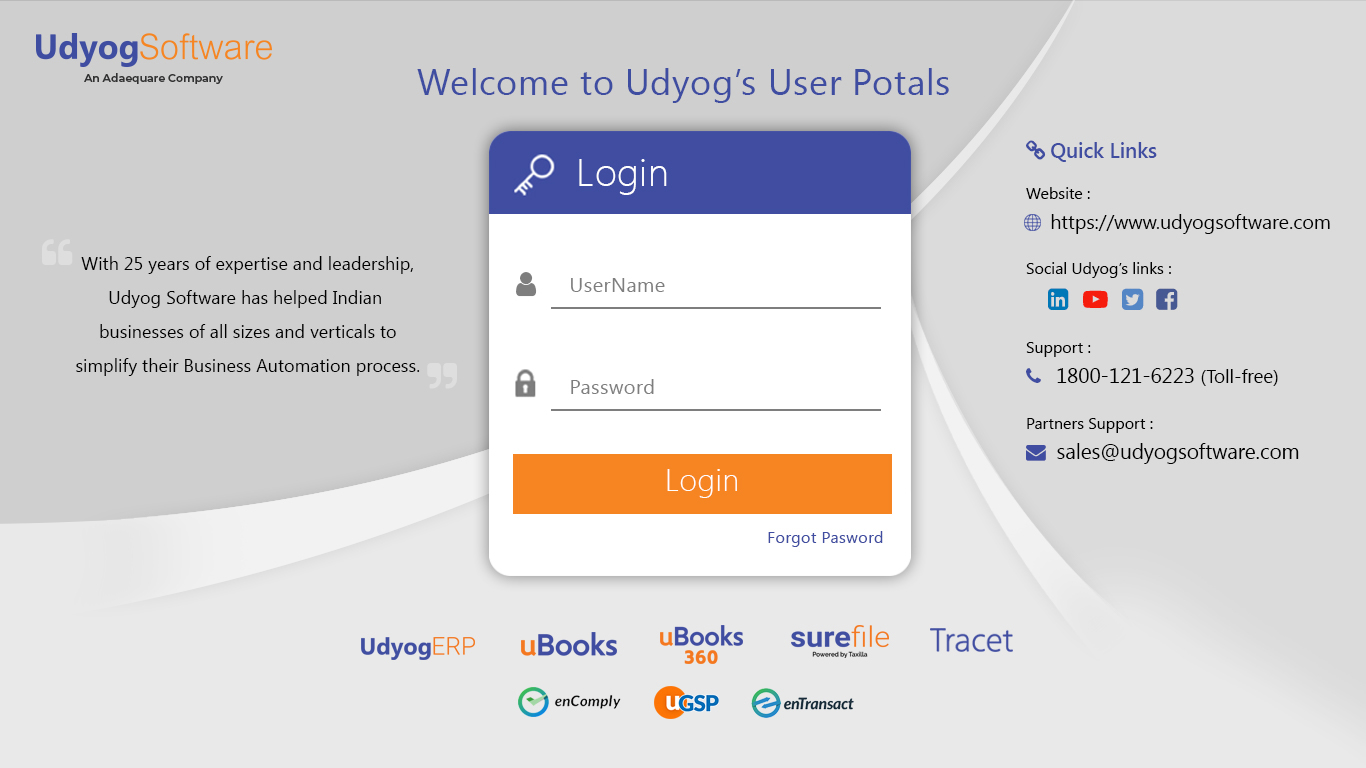 UdyogSoftware
An Adaequare Company
Welcome to Udyog's User Potals
Login
UserName
Password
Login
Forgot Pasword
With 25 years of expertise and leadership,
Udyog Software has helped Indian
businesses of all sizes and verticals to
simplify their Business Automation process.
Quick Links
Website :
https://www.udyogsoftware.com
Social Udyog's links :
Support :
1800-121-6223 (Toll-free)
Partners Support :
sales@udyogsoftware.com
UdyogERP
uBooks
uBooks
360
surefile
Powered by Taxilla
Tracet
enComply
uGSP
enTransact